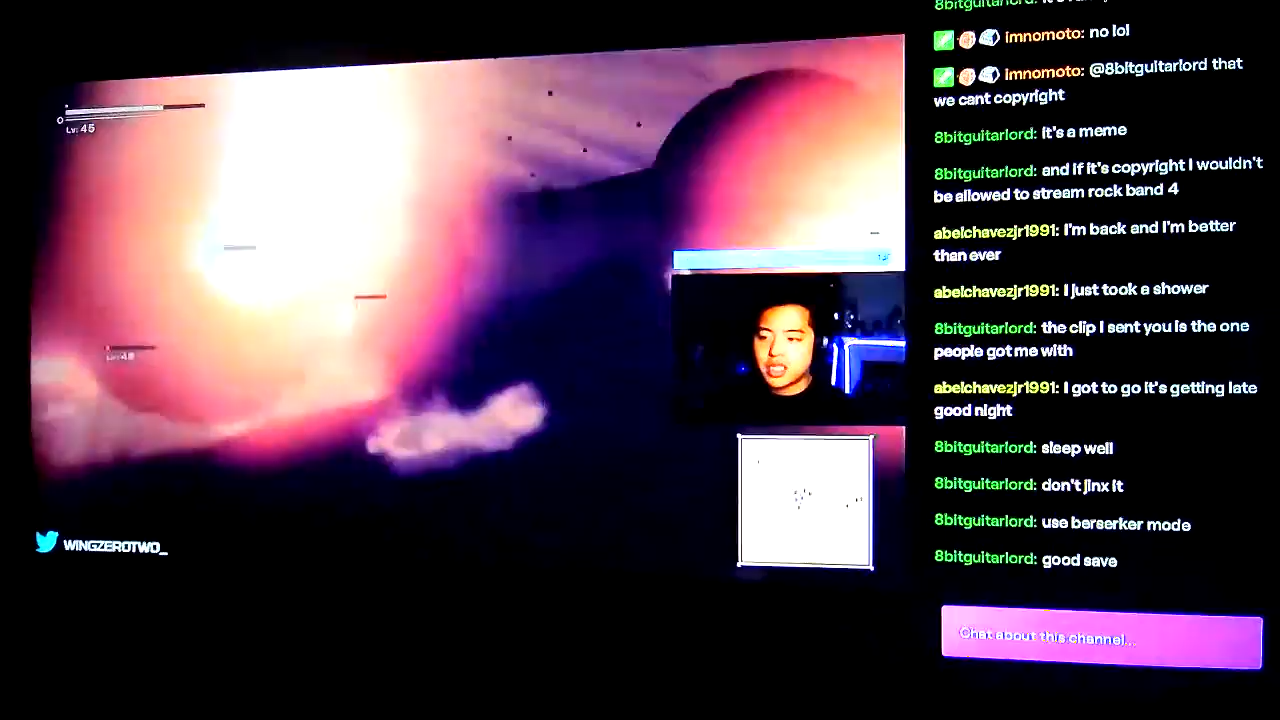 Lv: 45
Lv: 48
WINGZEROTWO_
imnomoto: no lol
imnomoto: @8bitguitarlord that
we cant copyright
8bitguitarlord: it's a meme
8bitguitarlord: and if it's copyright I wouldn't
be allowed to stream rock band 4
abelchavezjr1991: I'm back and I'm better
than ever
abelchavezjr1991: I just took a shower
8bitguitarlord: the clip I sent you is the one
people got me with
abelchavezjr1991: I got to go it's getting late
good night
8bitguitarlord: sleep well
8bitguitarlord: don't jinx it
8bitguitarlord: use berserker mode
8bitguitarlord: good save
Chat about this channel...